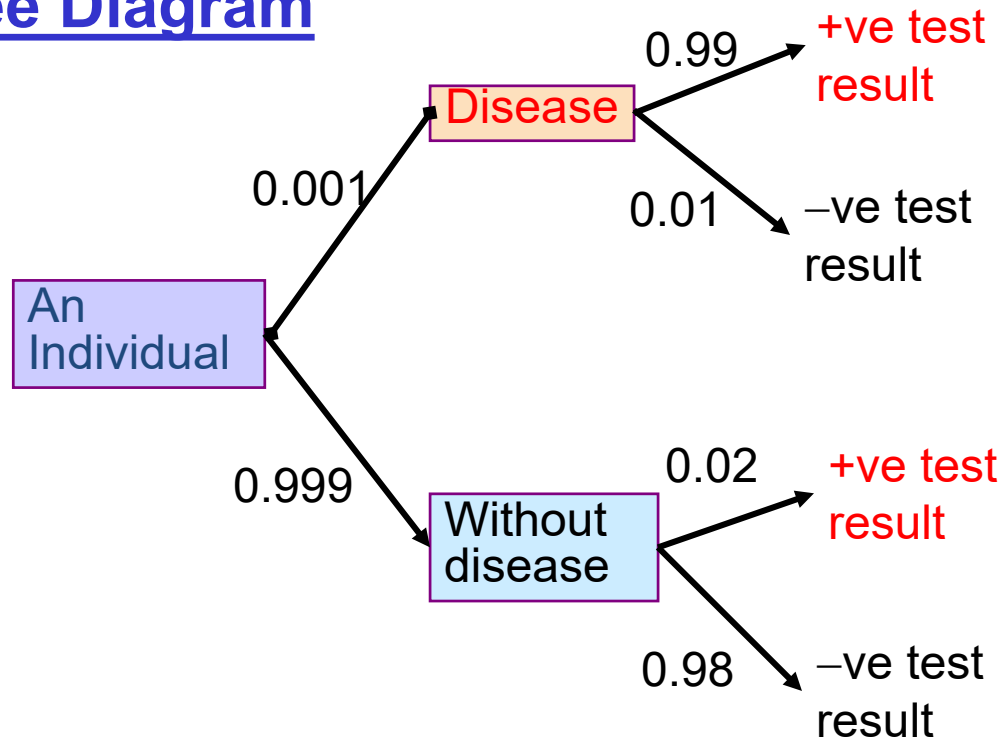 ee Diagram
0.99
+ve test
result
Disease
0.001
0.01
–ve test
result
An
Individual
0.999
0.02
+ve test
result
Without
disease
0.98
–ve test
result